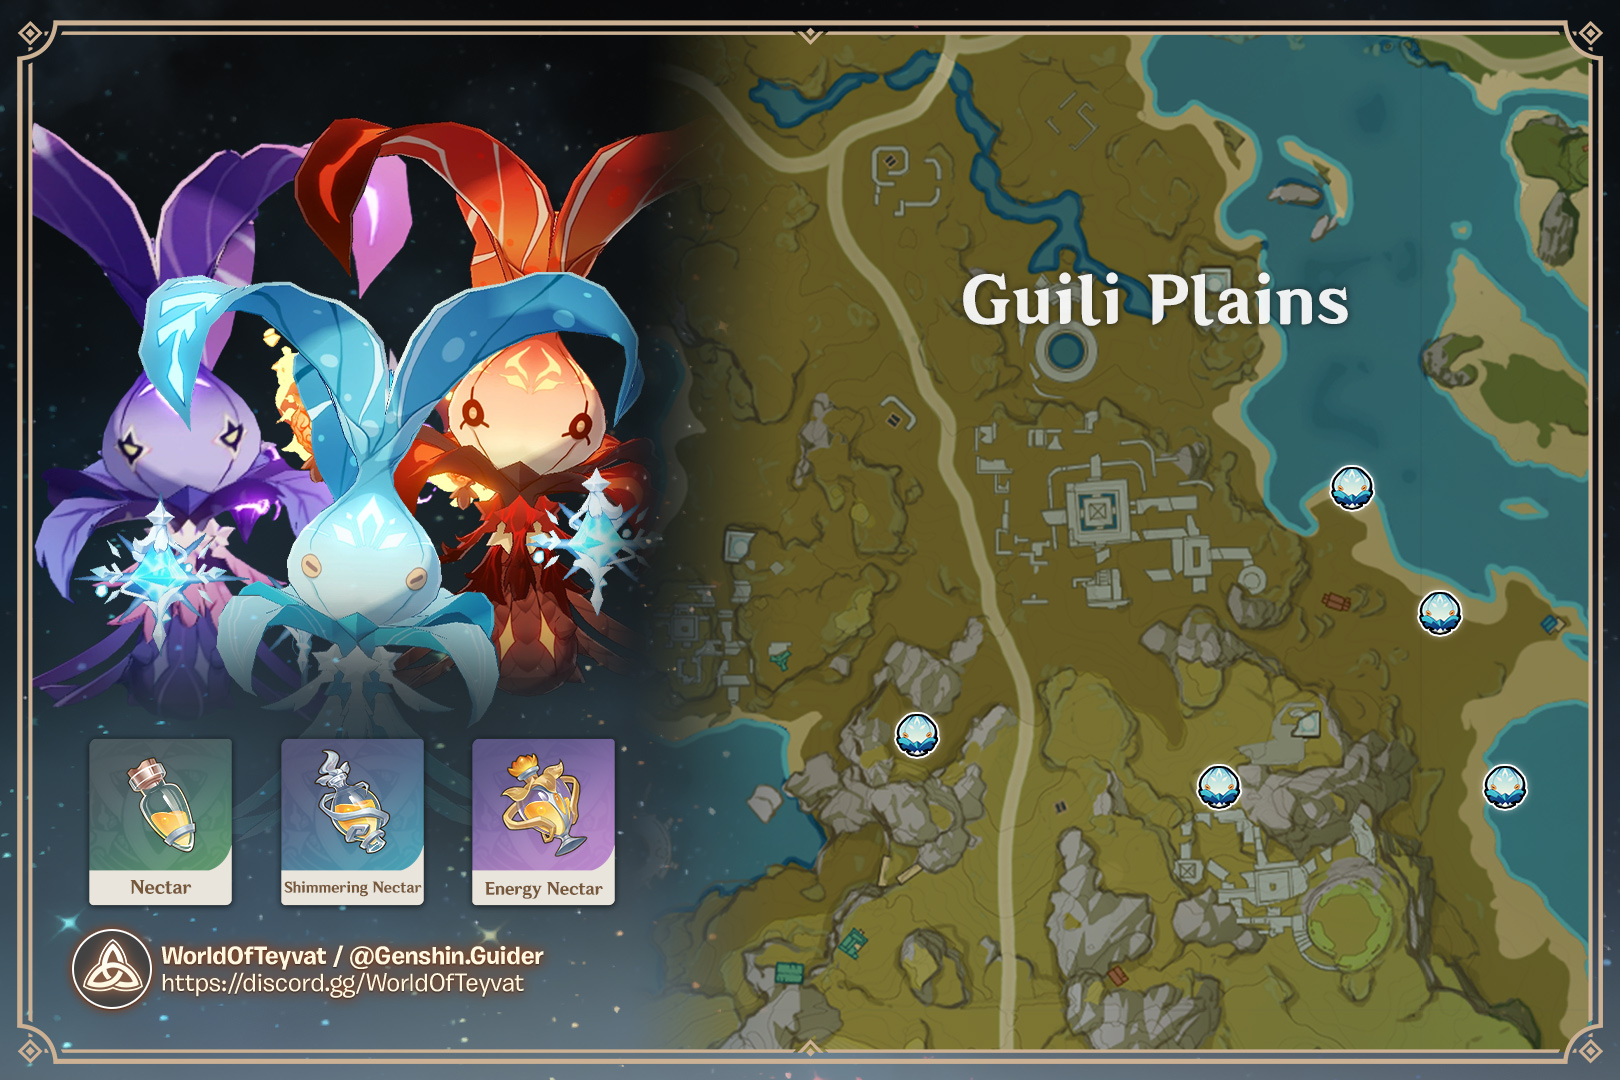 Guili Plains
Nectar
Shimmering Nectar
Energy Nectar
WorldOfTeyvat / @Genshin.Guider
https://discord.gg/WorldOfTeyvat